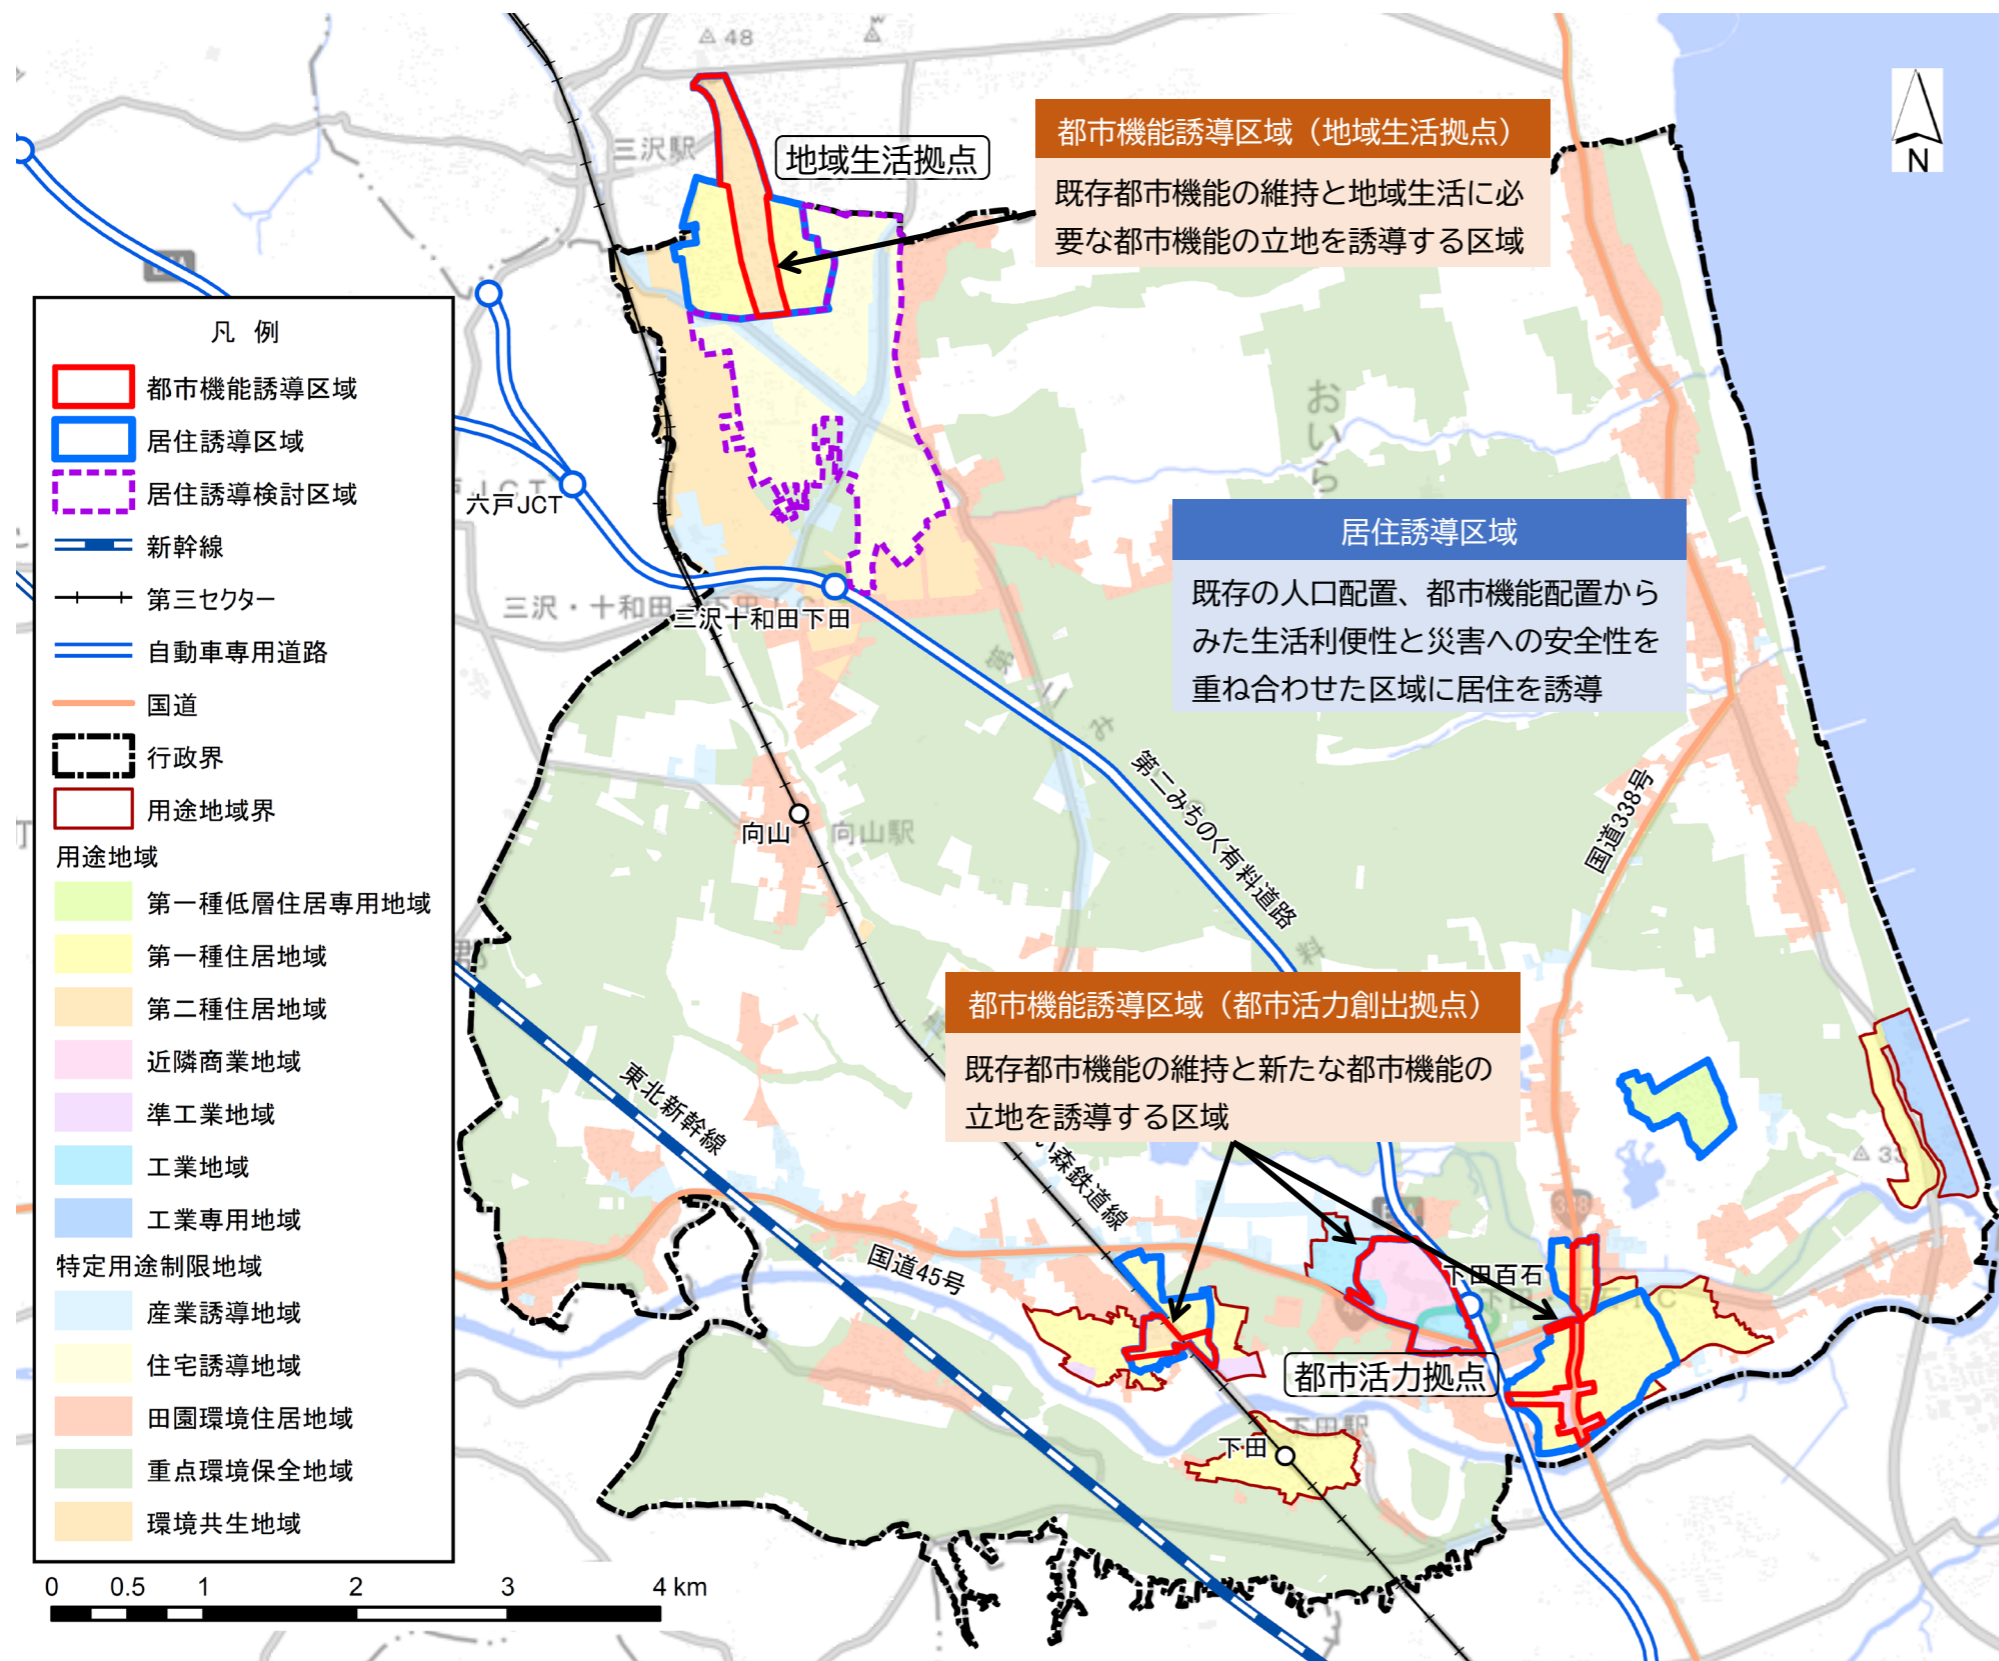 48
三沢駅
地域生活拠点
都市機能誘導区域（地域生活拠点）
既存都市機能の維持と地域生活に必
要な都市機能の立地を誘導する区域
N
凡 例
都市機能誘導区域
居住誘導区域
居住誘導検討区域
新幹線
第三セクター
自動車専用道路
国道
行政界
用途地域界
用途地域
第一種低層住居専用地域
第一種住居地域
第二種住居地域
近隣商業地域
準工業地域
工業地域
工業専用地域
特定用途制限地域
産業誘導地域
住宅誘導地域
田園環境住居地域
重点環境保全地域
環境共生地域
0 0.5 1 2 3 4 km
六戸JCT
おいら
居住誘導区域
既存の人口配置、都市機能配置から
みた生活利便性と災害への安全性を
重ね合わせた区域に居住を誘導
三沢・十和田
三沢十和田下田
第二みちのく有料道路
国道338号
向山
向山駅
都市機能誘導区域（都市活力創出拠点）
既存都市機能の維持と新たな都市機能の
立地を誘導する区域
東北新幹線
い森鉄道線
国道45号
338
33
下田百石
都市活力拠点
下田
下田駅